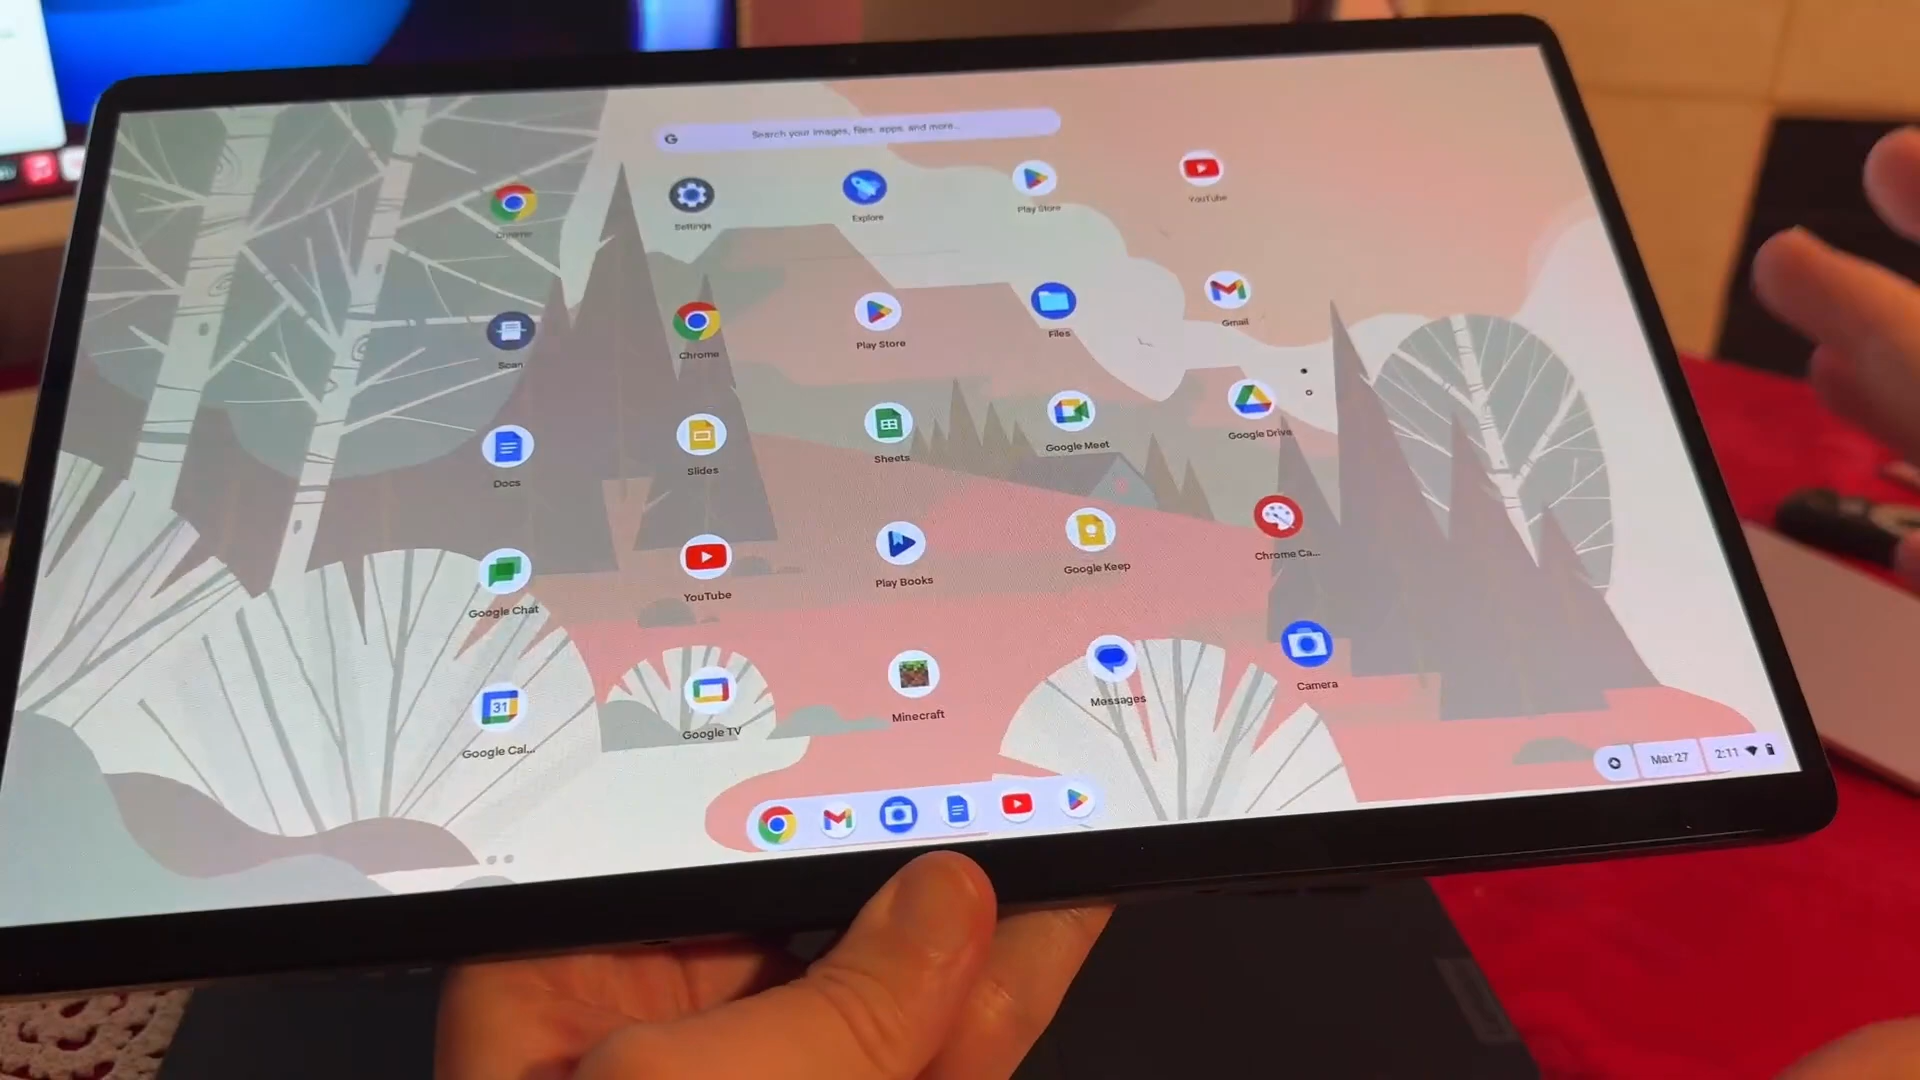 Search your images, files, apps, and more...
Chrome
Settings
Explore
Play Store
YouTube
Scan
Chrome
Play Store
Files
Gmail
Docs
Slides
Sheets
Google Meet
Google Drive
Google Chat
YouTube
Play Books
Google Keep
Chrome Ca...
31
Google Cal...
Google TV
Minecraft
Messages
Camera
Mar 27
2:11